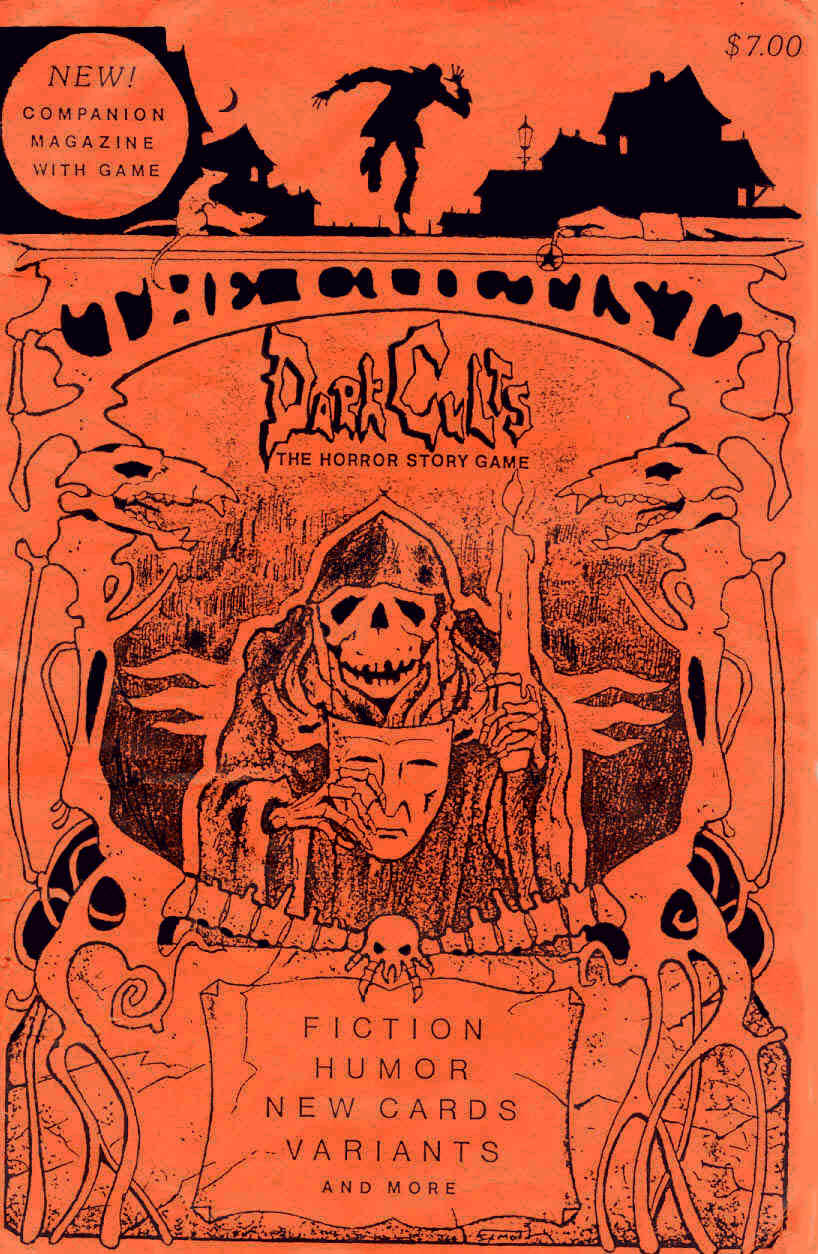 $7.00
NEW!
COMPANION
MAGAZINE
WITH GAME
THE
DARK CULTS
THE HORROR STORY GAME
FICTION
HUMOR
NEW CARDS
VARIANTS
AND MORE